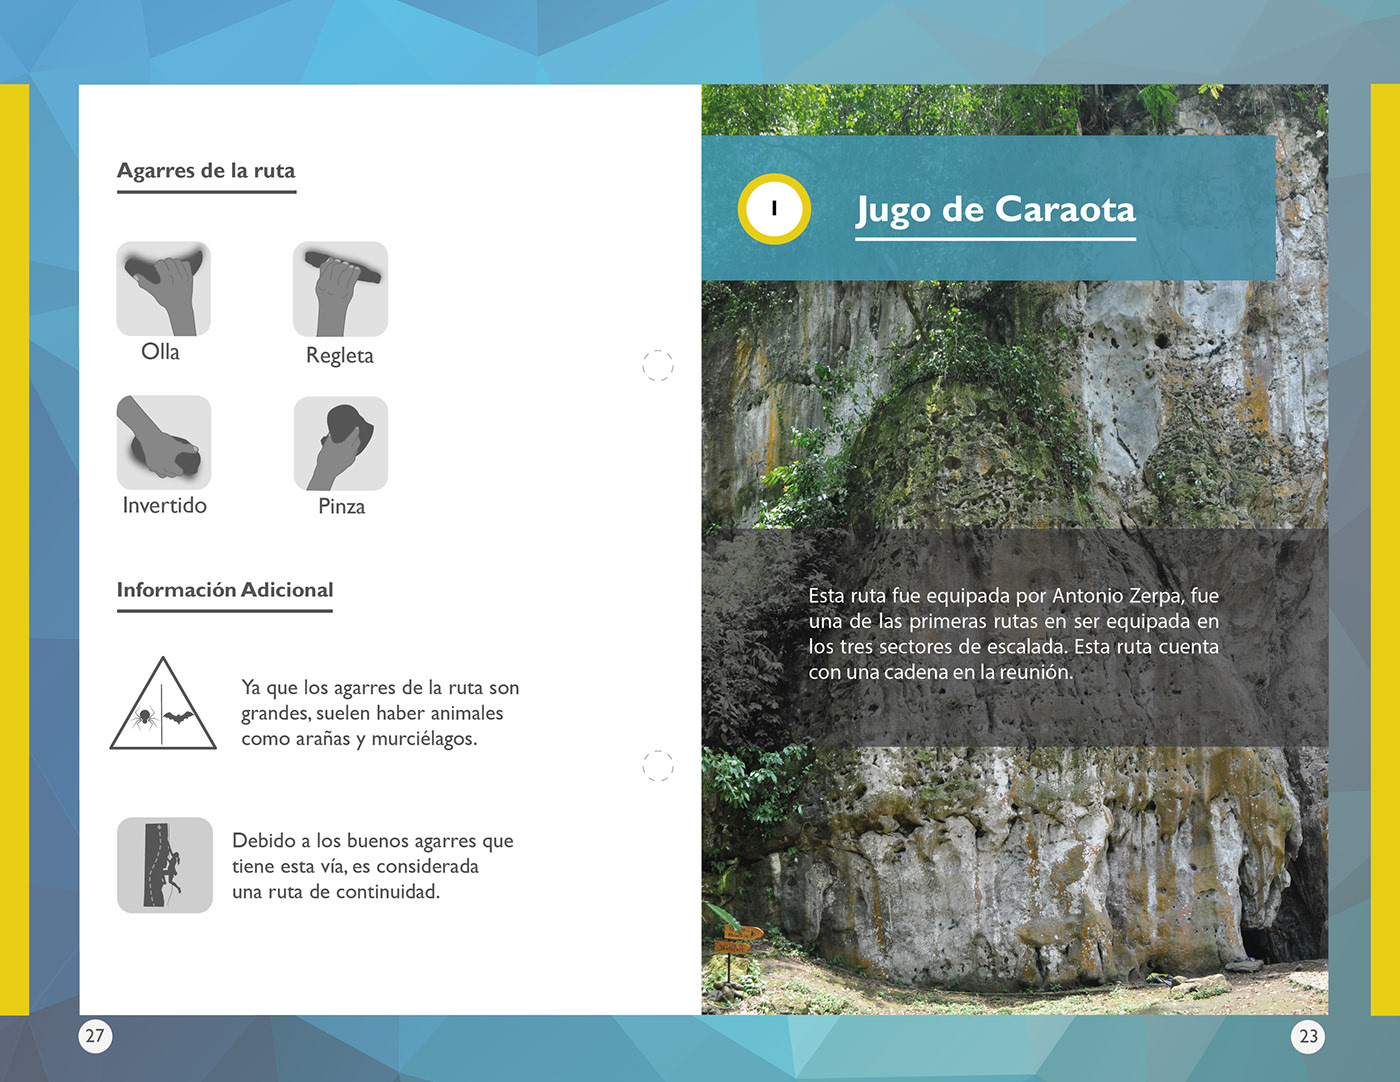 Agarres de la ruta
Olla
Regleta
Invertido
Pinza
Información Adicional
Ya que los agarres de la ruta son
grandes, suelen haber animales
como arañas y murciélagos.
Debido a los buenos agarres que
tiene esta vía, es considerada
una ruta de continuidad.
27
1
Jugo de Caraota
Esta ruta fue equipada por Antonio Zerpa, fue
una de las primeras rutas en ser equipada en
los tres sectores de escalada. Esta ruta cuenta
con una cadena en la reunión.
23